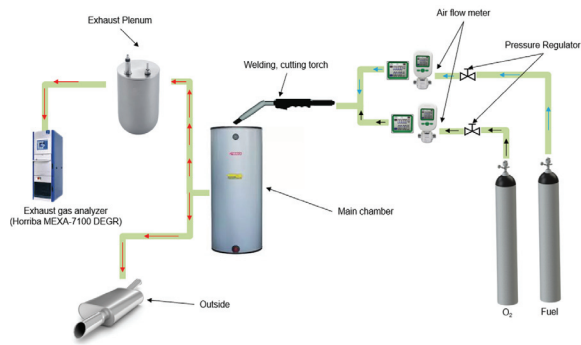 Exhaust Plenum
Air flow meter
Pressure Regulator
Welding, cutting torch
Exhaust gas analyzer
(Horriba MEXA-7100 DEGR)
Main chamber
Outside
O₂
Fuel